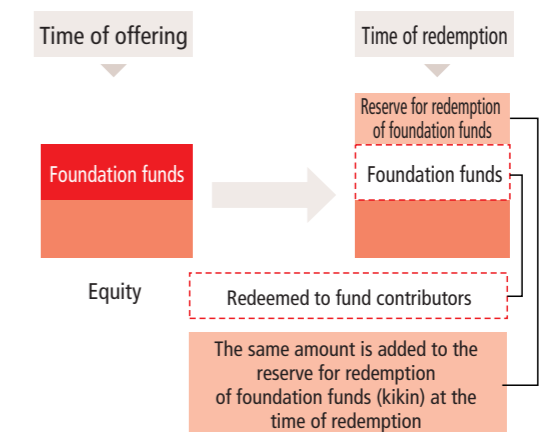 Time of offering
Time of redemption
Reserve for redemption
of foundation funds
Foundation funds
Foundation funds
Equity
Redeemed to fund contributors
The same amount is added to the
reserve for redemption
of foundation funds (kikin) at the
time of redemption